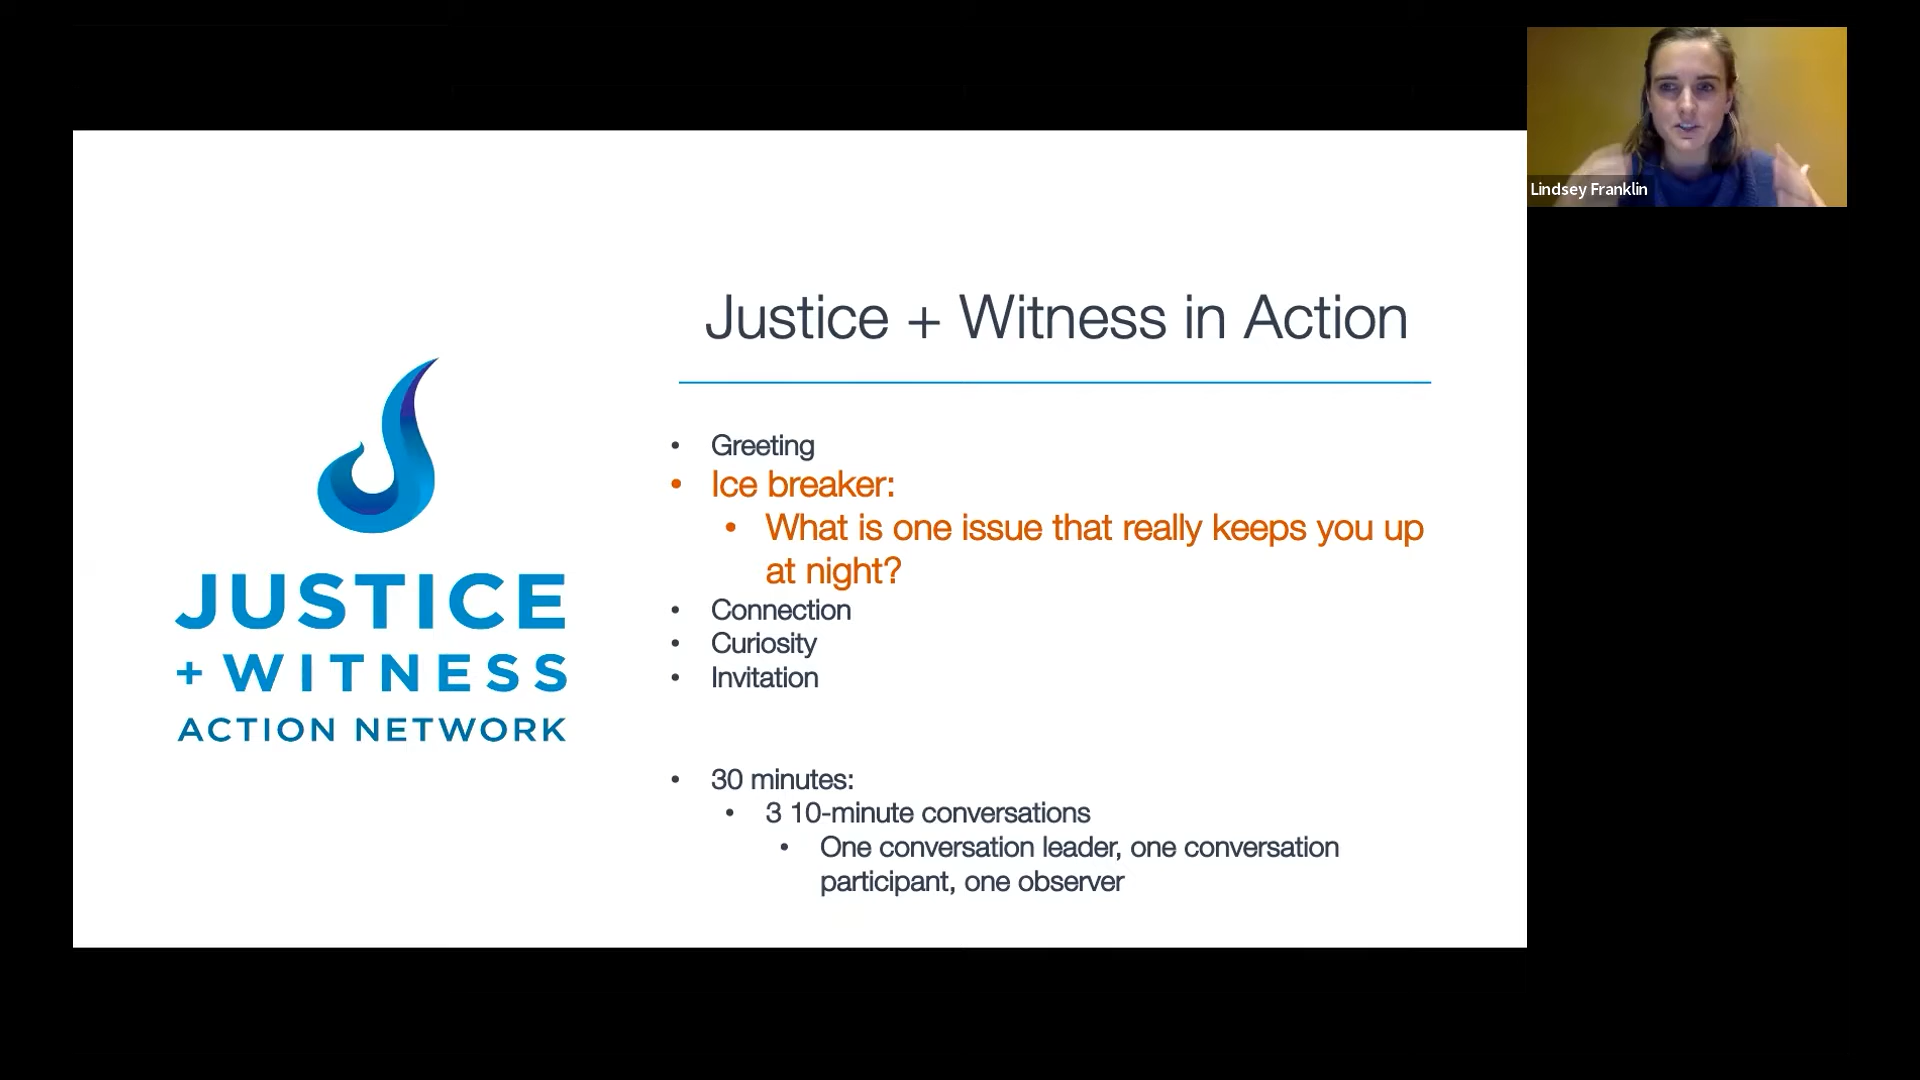 Lindsey Franklin
Justice + Witness in Action
JUSTICE
+ WITNESS
ACTION NETWORK
• Greeting
• Ice breaker:
• What is one issue that really keeps you up
at night?
• Connection
• Curiosity
• Invitation
• 30 minutes:
• 3 10-minute conversations
• One conversation leader, one conversation
participant, one observer